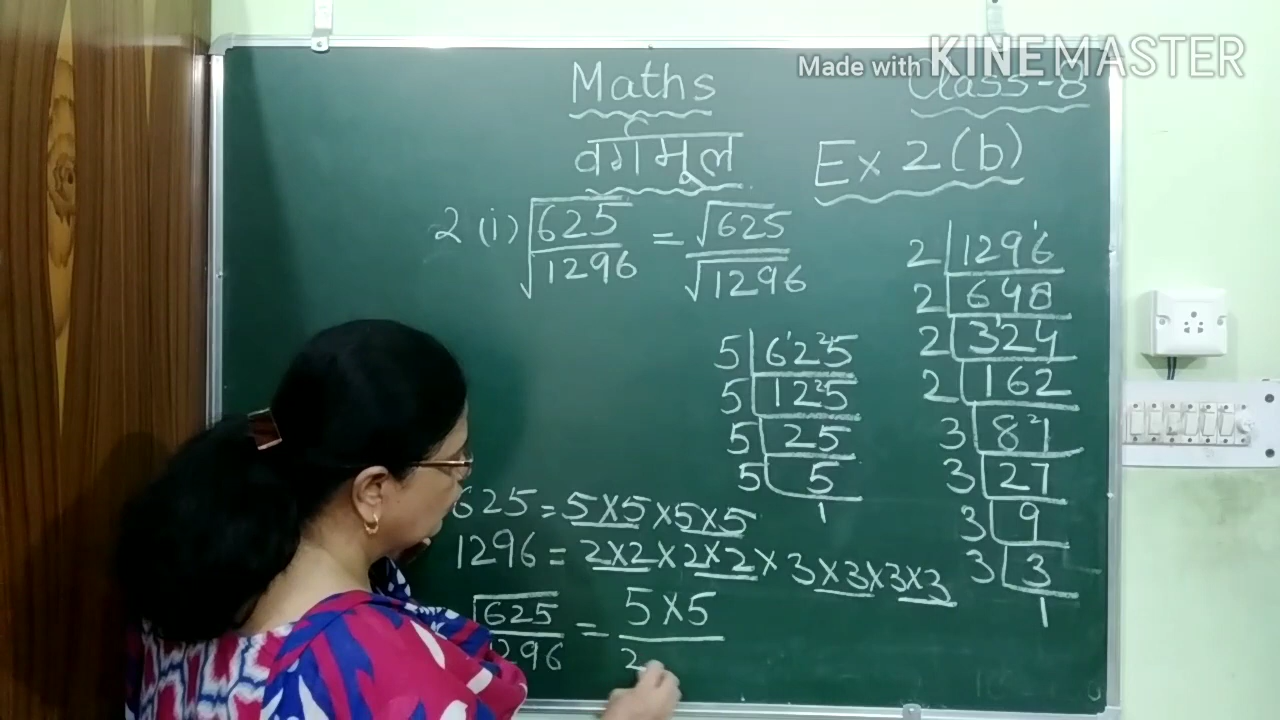 Made with KINEMASTER
Maths
Class-8
वर्गमूल
Ex 2(b)
2 (i) √625/1296 = √625/√1296
2 | 1296
2 | 648
2 | 324
2 | 162
3 | 81
3 | 27
3 | 9
3 | 3
1
5 | 625
5 | 125
5 | 25
5 | 5
1
625 = 5×5×5×5
1296 = 2×2×2×2×3×3×3×3
√625/1296 = 5×5/2